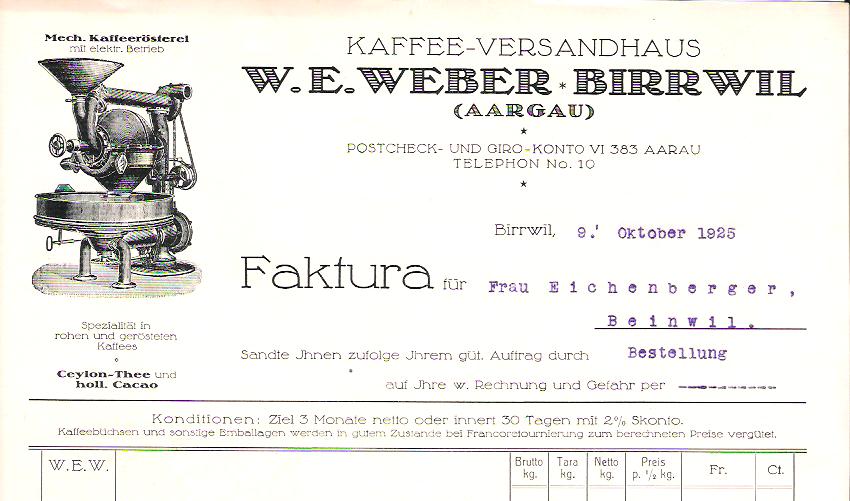 Mech. Kaffeerösterei
mit elektr. Betrieb
KAFFEE-VERSANDHAUS
W. E. WEBER * BIRRWIL
(AARGAU)
POSTCHECK- UND GIRO-KONTO VI 383 AARAU
TELEPHON No. 10
Birrwil, 9.' Oktober 1925
Faktura für Frau Eichenberger,
Beinwil.
Spezialität in
rohen und gerösteten
Kaffees
Ceylon-Thee und
holl. Cacao
Sandte Jhnen zufolge Jhrem güt. Auftrag durch Bestellung
auf Jhre w. Rechnung und Gefahr per ----------
Konditionen: Ziel 3 Monate netto oder innert 30 Tagen mit 2% Skonto.
Kaffeebüchsen und sonstige Emballagen werden in gutem Zustande bei Francoretournierung zum berechneten Preise vergütet.
W. E. W. Brutto kg. Tara kg. Netto kg. Preis p. 1/2 kg. Fr. Ct.